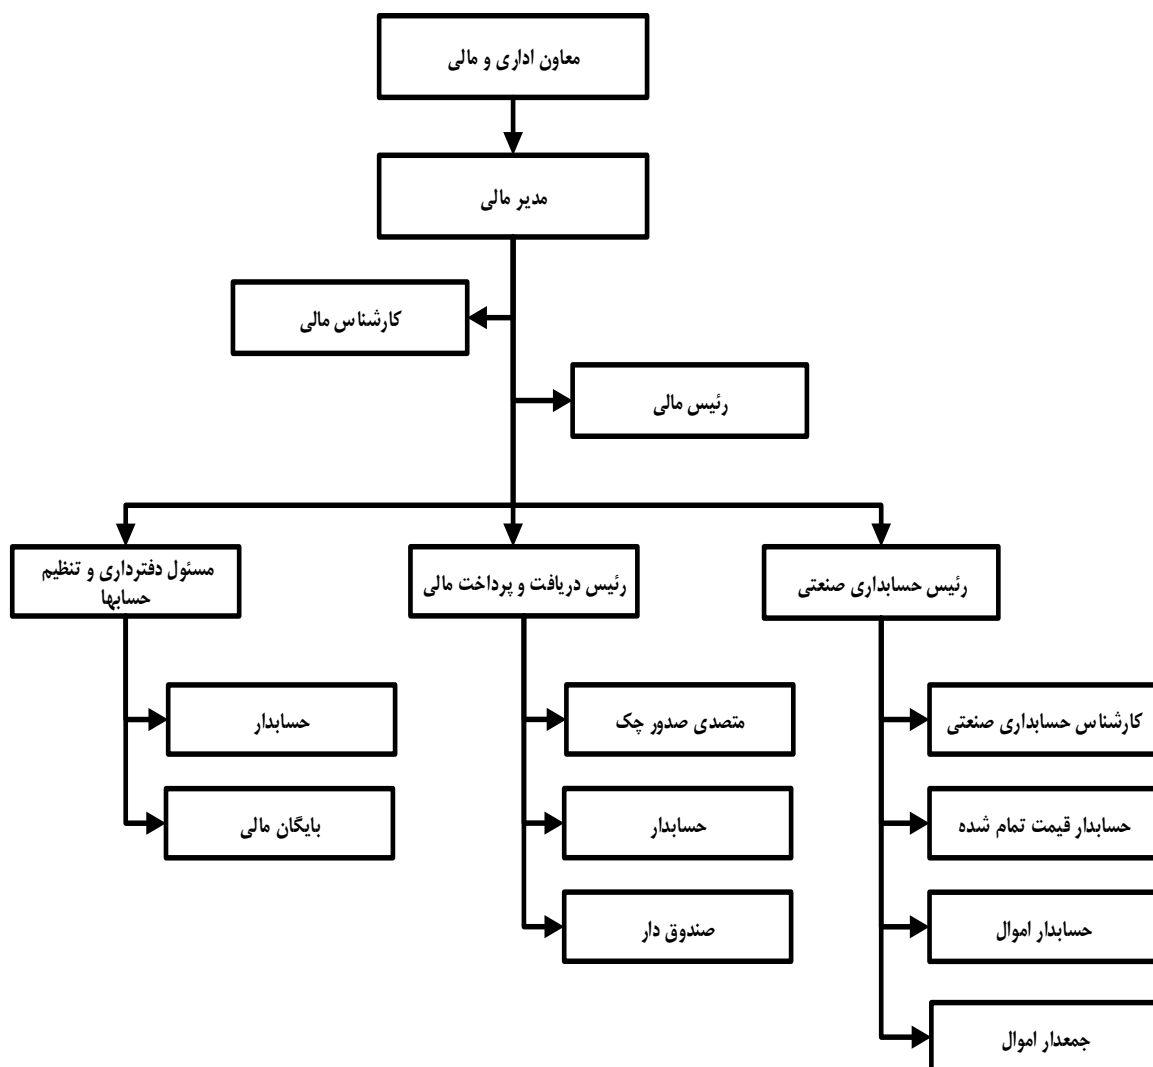 معاون اداری و مالی
مدیر مالی
کارشناس مالی
رئیس مالی
رئیس حسابداری صنعتی
رئیس دریافت و پرداخت مالی
مسئول دفترداری و تنظیم
حسابها
کارشناس حسابداری صنعتی
متصدی صدور چک
حسابدار
حسابدار قیمت تمام شده
حسابدار
بایگان مالی
حسابدار اموال
صندوق دار
جمعدار اموال